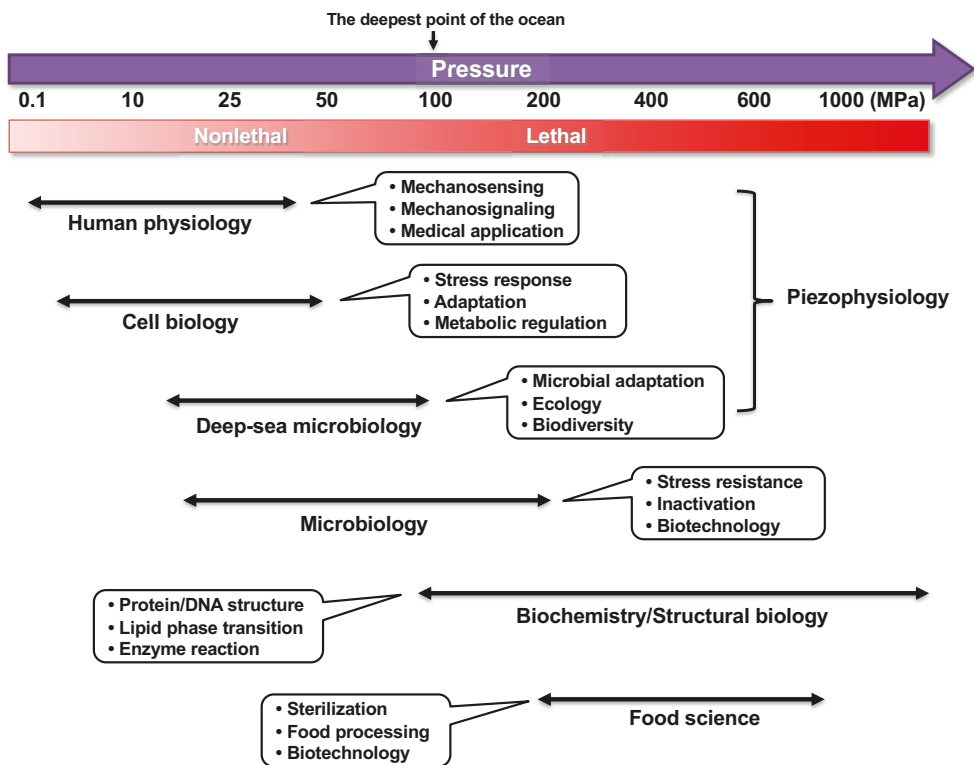 The deepest point of the ocean
Pressure
0.1 10 25 50 100 200 400 600 1000 (MPa)
Nonlethal Lethal
• Mechanosensing
• Mechanosignaling
• Medical application
Human physiology
• Stress response
• Adaptation
• Metabolic regulation
Cell biology
Piezophysiology
• Microbial adaptation
• Ecology
• Biodiversity
Deep-sea microbiology
• Stress resistance
• Inactivation
• Biotechnology
Microbiology
• Protein/DNA structure
• Lipid phase transition
• Enzyme reaction
Biochemistry/Structural biology
• Sterilization
• Food processing
• Biotechnology
Food science